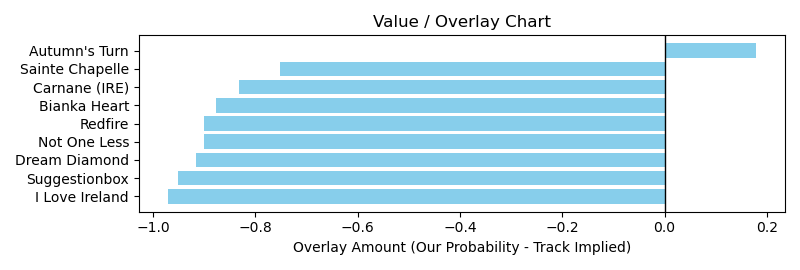 Value / Overlay Chart
Autumn's Turn
Sainte Chapelle
Carnane (IRE)
Bianka Heart
Redfire
Not One Less
Dream Diamond
Suggestionbox
I Love Ireland
−1.0 −0.8 −0.6 −0.4 −0.2 0.0 0.2
Overlay Amount (Our Probability - Track Implied)